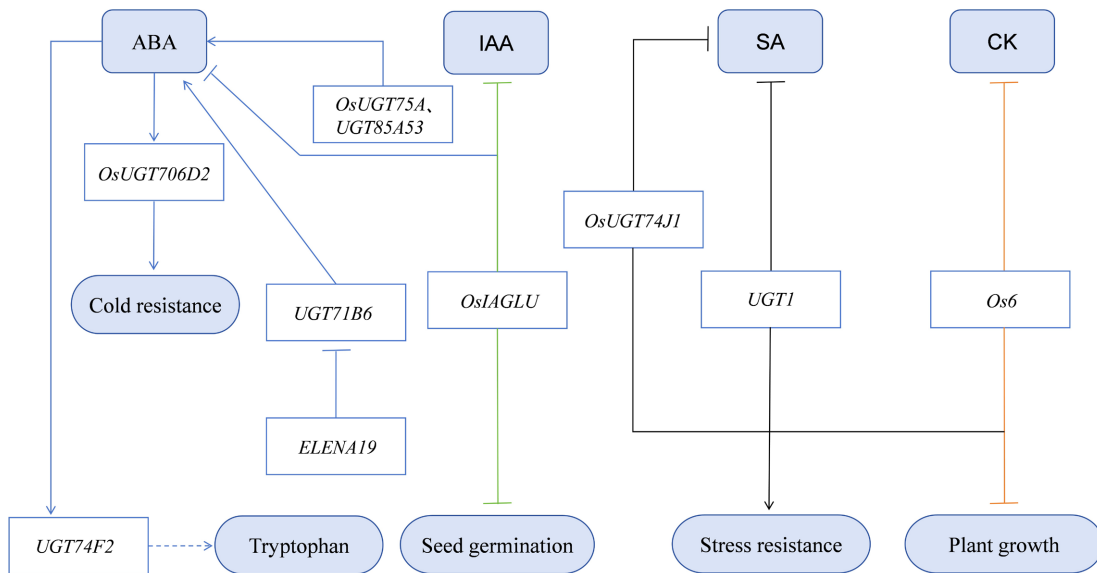 ABA
IAA
SA
CK
OsUGT75A、
UGT85A53
OsUGT706D2
OsUGT74J1
Cold resistance
UGT71B6
OsIAGLU
UGT1
Os6
ELENA19
UGT74F2
Tryptophan
Seed germination
Stress resistance
Plant growth